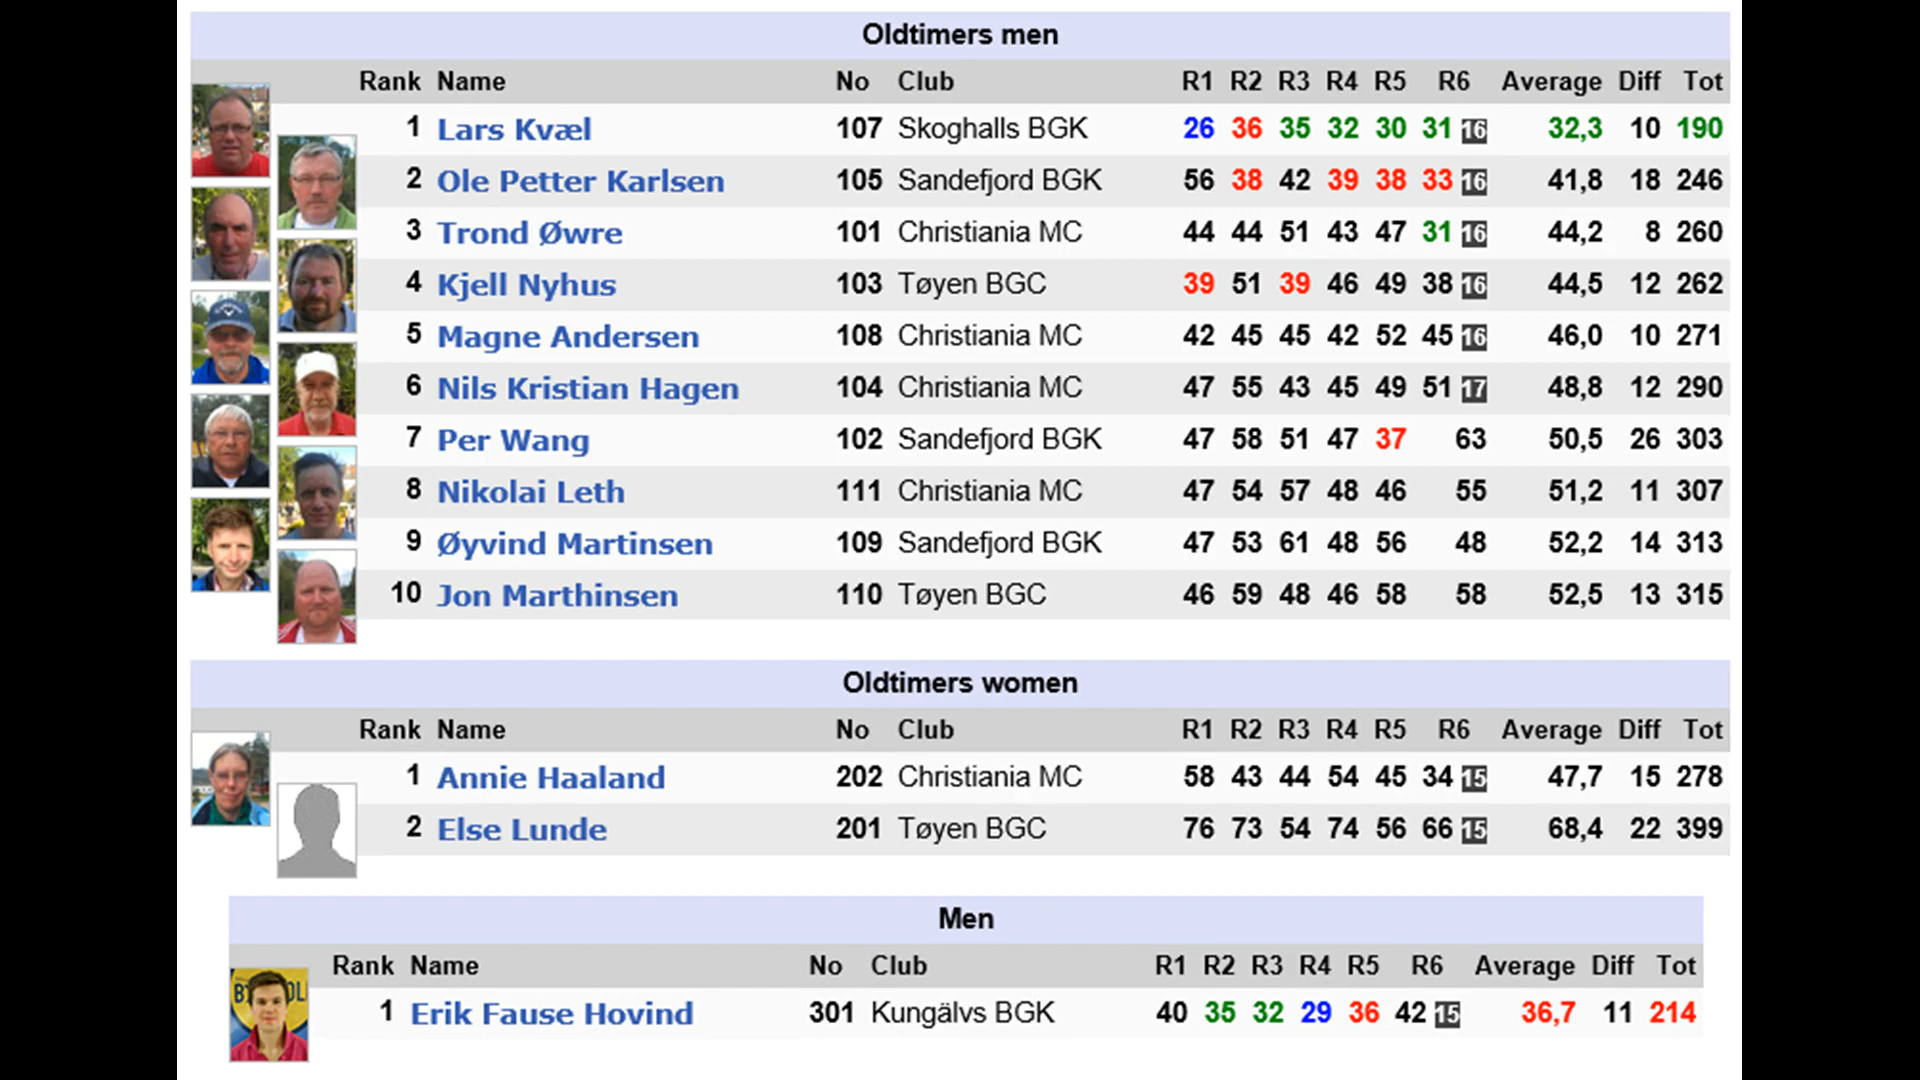 Oldtimers men
Rank Name No Club R1 R2 R3 R4 R5 R6 Average Diff Tot
1 Lars Kvæl 107 Skoghalls BGK 26 36 35 32 30 31 16 32,3 10 190
2 Ole Petter Karlsen 105 Sandefjord BGK 56 38 42 39 38 33 16 41,8 18 246
3 Trond Øwre 101 Christiania MC 44 44 51 43 47 31 16 44,2 8 260
4 Kjell Nyhus 103 Tøyen BGC 39 51 39 46 49 38 16 44,5 12 262
5 Magne Andersen 108 Christiania MC 42 45 45 42 52 45 16 46,0 10 271
6 Nils Kristian Hagen 104 Christiania MC 47 55 43 45 49 51 17 48,8 12 290
7 Per Wang 102 Sandefjord BGK 47 58 51 47 37 63 50,5 26 303
8 Nikolai Leth 111 Christiania MC 47 54 57 48 46 55 51,2 11 307
9 Øyvind Martinsen 109 Sandefjord BGK 47 53 61 48 56 48 52,2 14 313
10 Jon Marthinsen 110 Tøyen BGC 46 59 48 46 58 58 52,5 13 315
Oldtimers women
Rank Name No Club R1 R2 R3 R4 R5 R6 Average Diff Tot
1 Annie Haaland 202 Christiania MC 58 43 44 54 45 34 15 47,7 15 278
2 Else Lunde 201 Tøyen BGC 76 73 54 74 56 66 15 68,4 22 399
Men
Rank Name No Club R1 R2 R3 R4 R5 R6 Average Diff Tot
1 Erik Fause Hovind 301 Kungälvs BGK 40 35 32 29 36 42 15 36,7 11 214